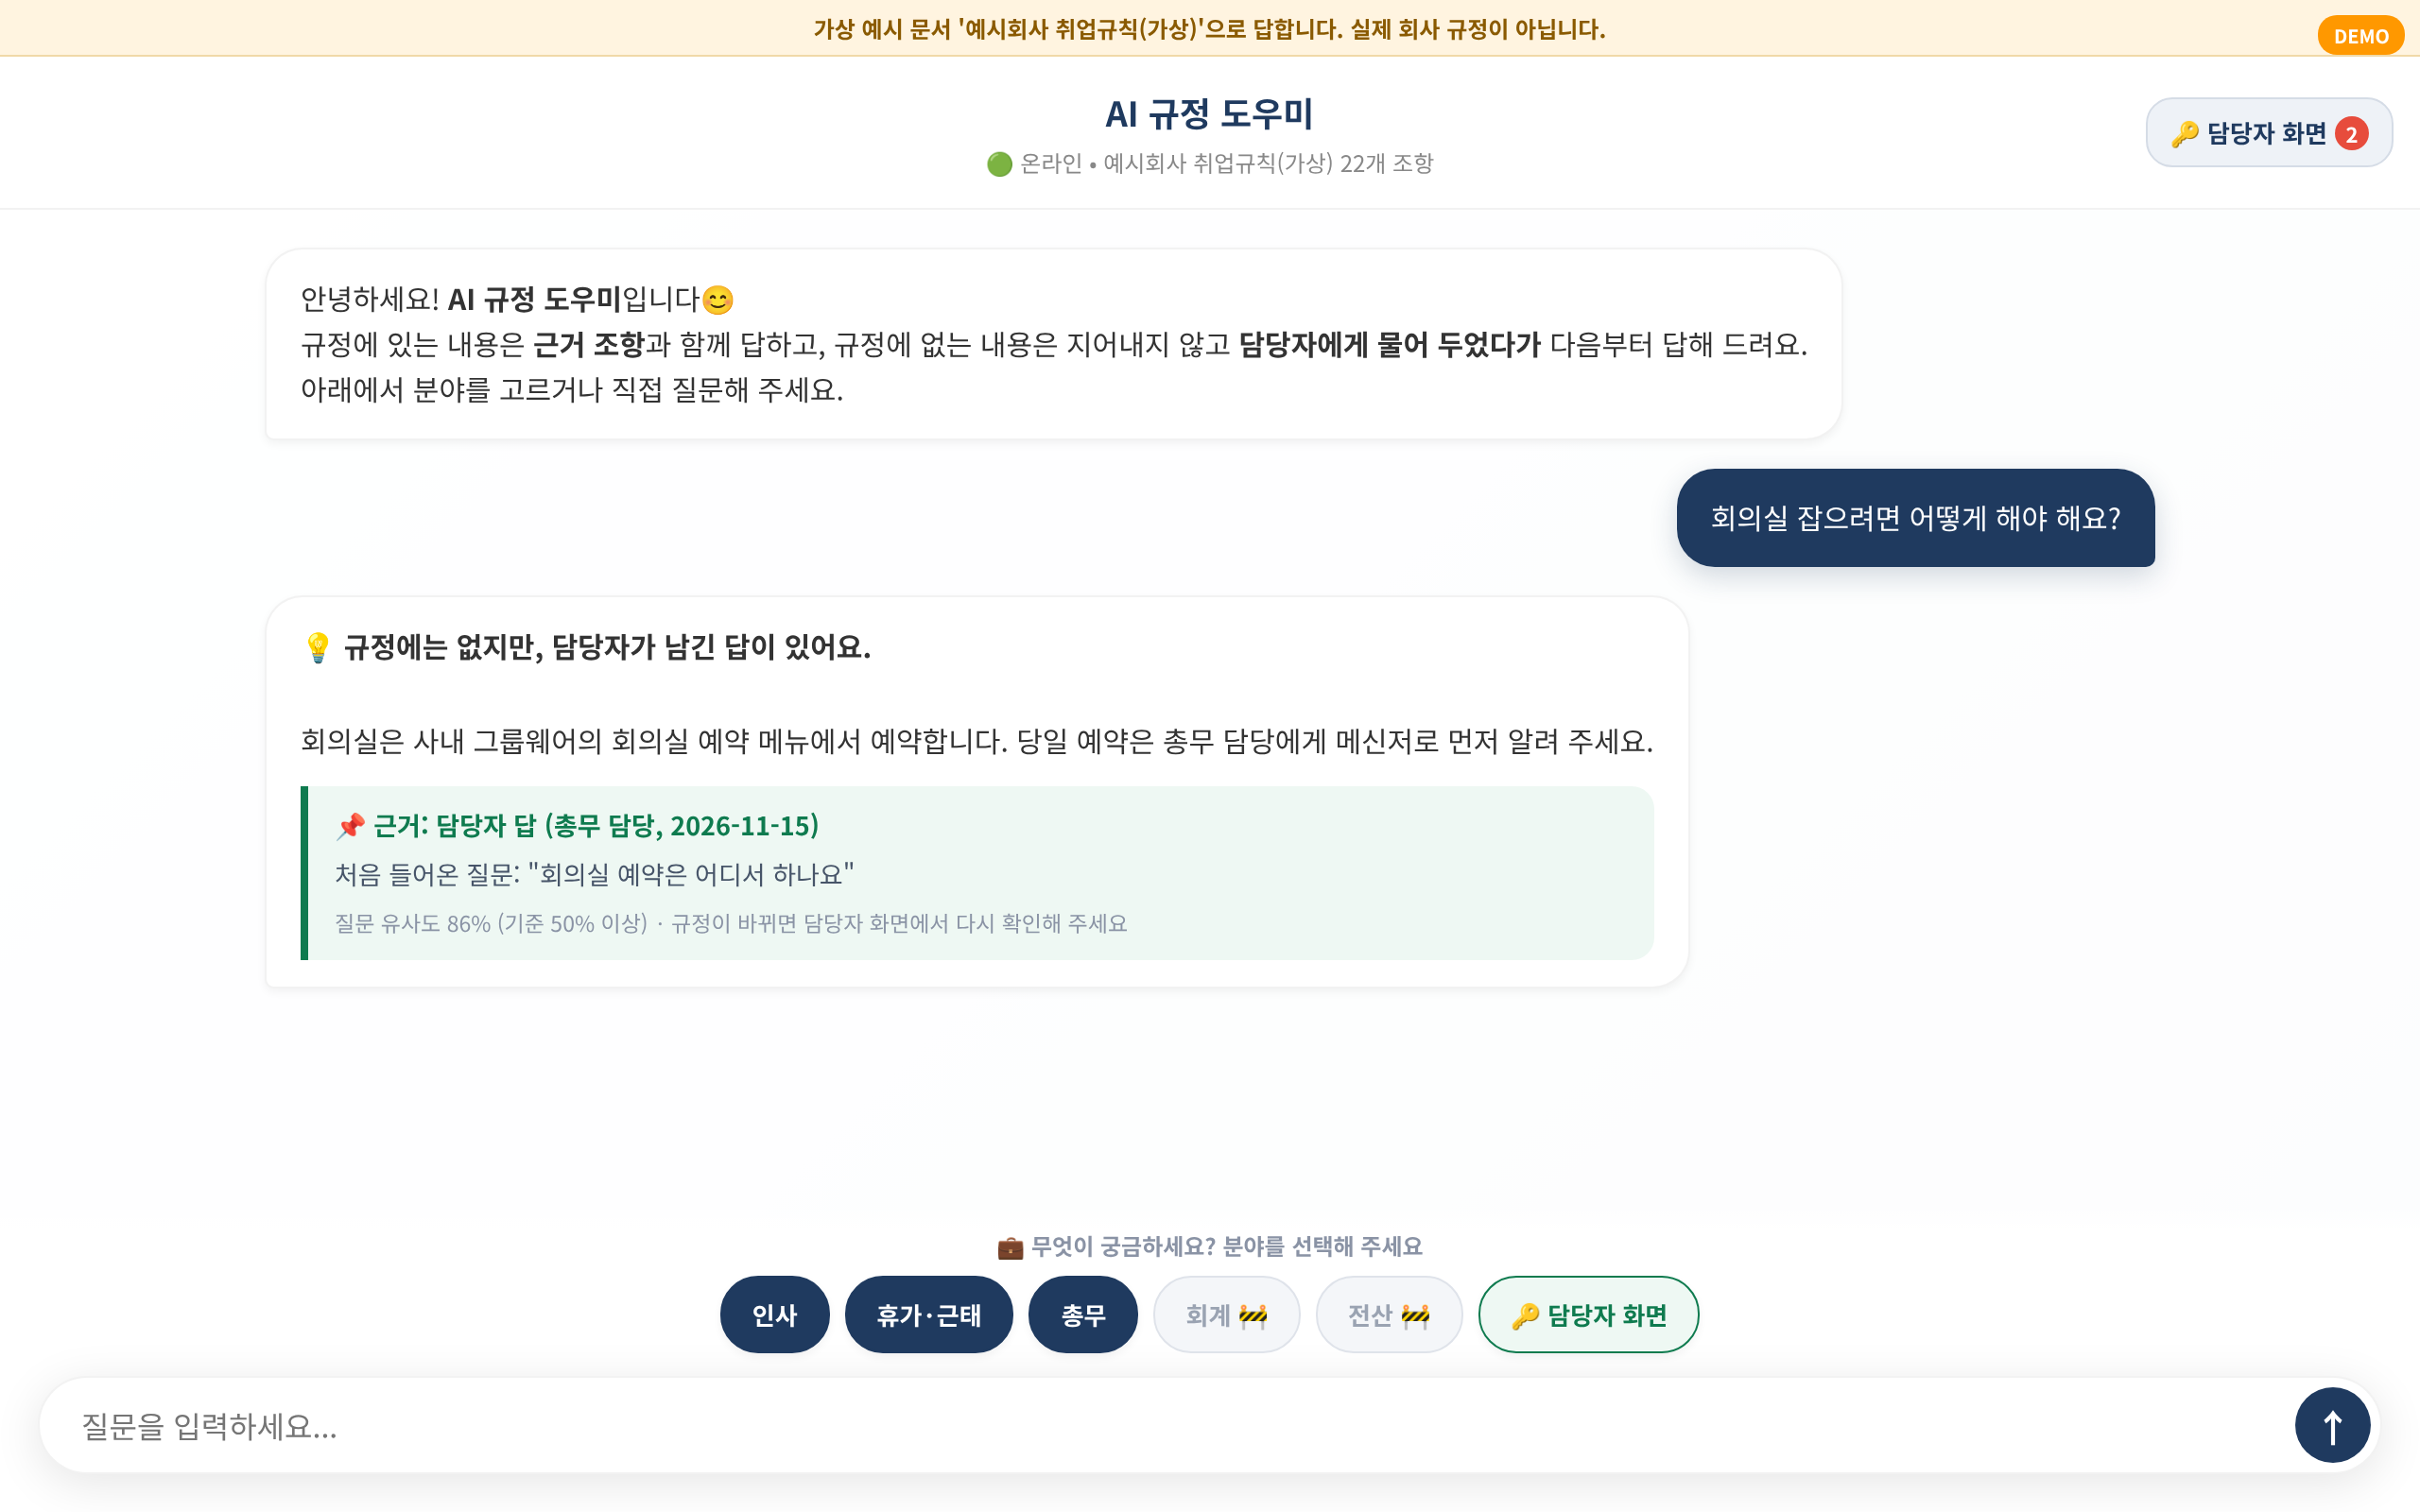 가상 예시 문서 '예시회사 취업규칙(가상)'으로 답합니다. 실제 회사 규정이 아닙니다.
DEMO
AI 규정 도우미
온라인 • 예시회사 취업규칙(가상) 22개 조항
🔑 담당자 화면 2
안녕하세요! AI 규정 도우미입니다😊
규정에 있는 내용은 근거 조항과 함께 답하고, 규정에 없는 내용은 지어내지 않고 담당자에게 물어 두었다가 다음부터 답해 드려요.
아래에서 분야를 고르거나 직접 질문해 주세요.
회의실 잡으려면 어떻게 해야 해요?
💡 규정에는 없지만, 담당자가 남긴 답이 있어요.
회의실은 사내 그룹웨어의 회의실 예약 메뉴에서 예약합니다. 당일 예약은 총무 담당에게 메신저로 먼저 알려 주세요.
📌 근거: 담당자 답 (총무 담당, 2026-11-15)
처음 들어온 질문: "회의실 예약은 어디서 하나요"
질문 유사도 86% (기준 50% 이상) · 규정이 바뀌면 담당자 화면에서 다시 확인해 주세요
💼 무엇이 궁금하세요? 분야를 선택해 주세요
인사 휴가·근태 총무 회계 🚧 전산 🚧 🔑 담당자 화면
질문을 입력하세요...
↑